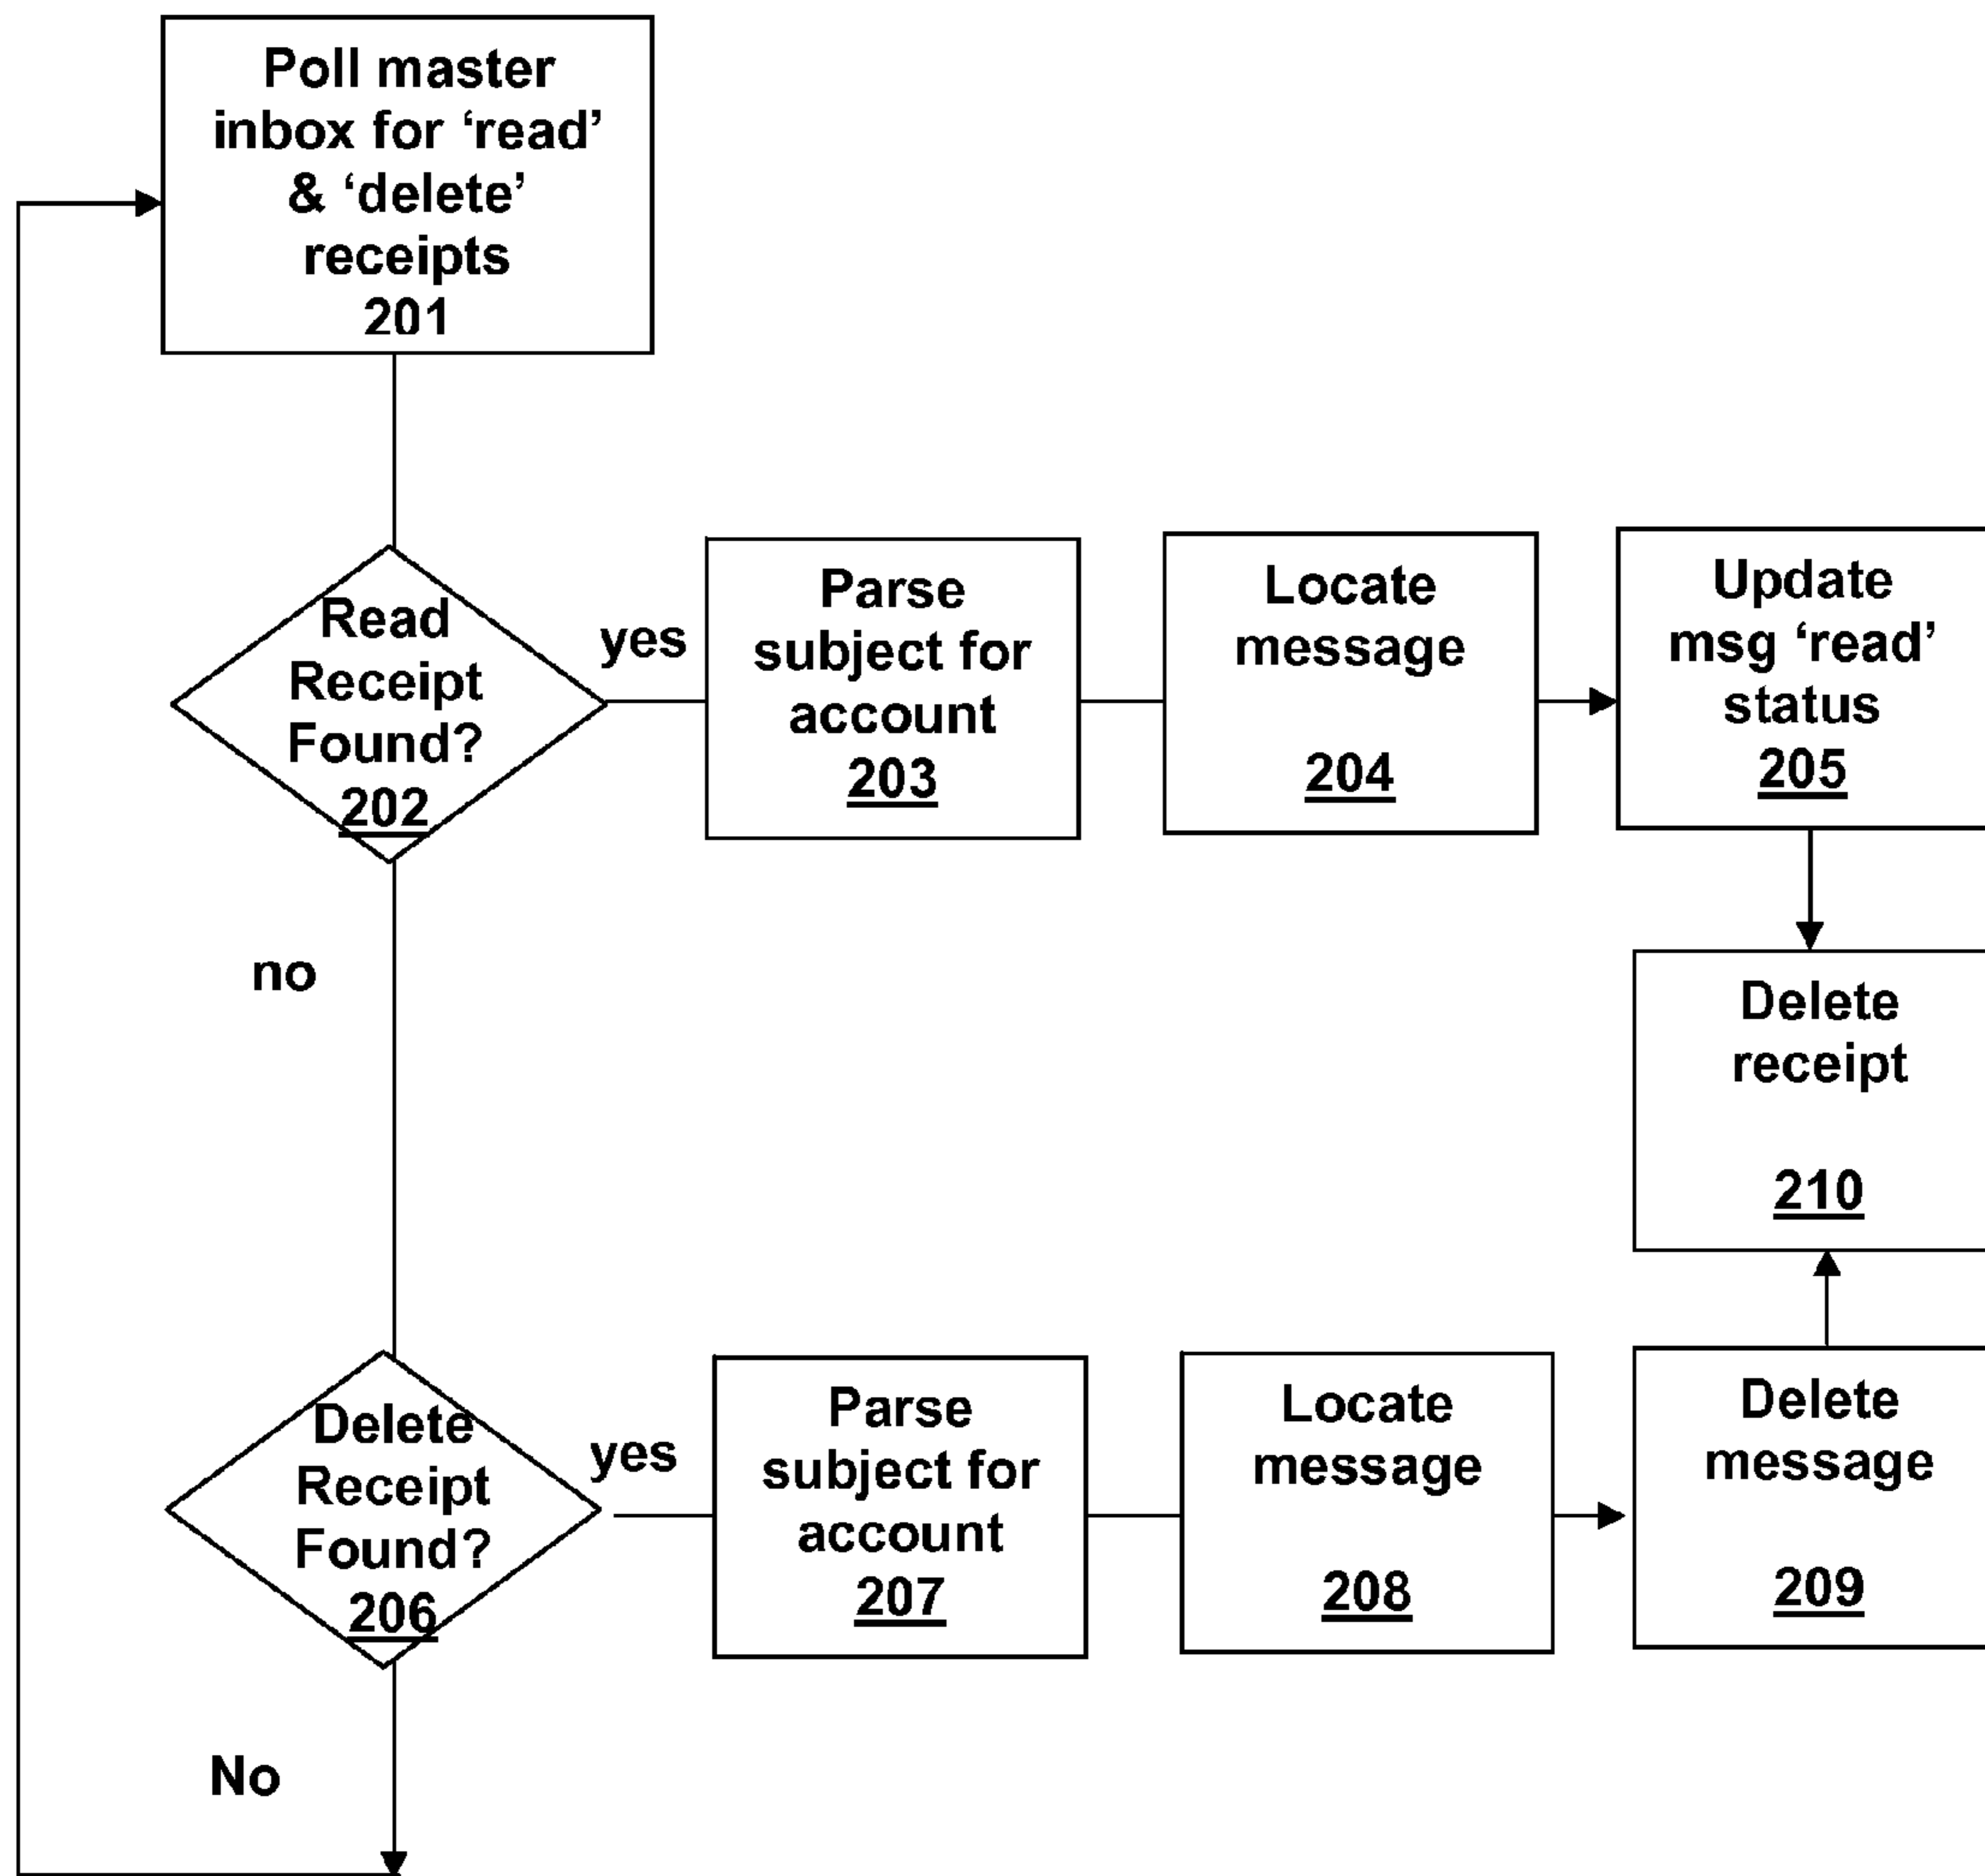 Poll master
inbox for ‘read’
& ‘delete’
receipts
201
Read
Receipt
Found?
202
yes
Parse
subject for
account
203
Locate
message
204
Update
msg ‘read’
status
205
no
Delete
receipt
210
Delete
Receipt
Found?
206
yes
Parse
subject for
account
207
Locate
message
208
Delete
message
209
No